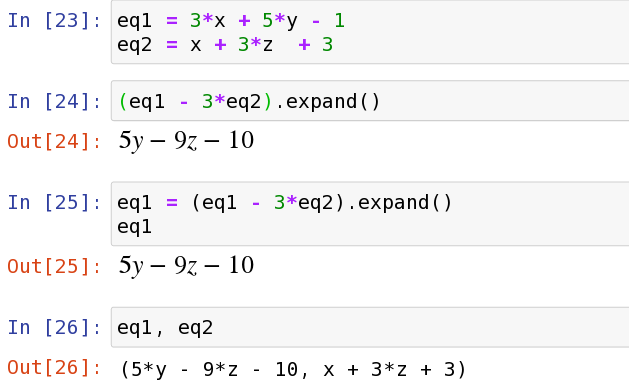 In [23]: eq1 = 3*x + 5*y - 1
eq2 = x + 3*z  + 3
In [24]: (eq1 - 3*eq2).expand()
Out[24]: 5y − 9z − 10
In [25]: eq1 = (eq1 - 3*eq2).expand()
eq1
Out[25]: 5y − 9z − 10
In [26]: eq1, eq2
Out[26]: (5*y - 9*z - 10, x + 3*z + 3)